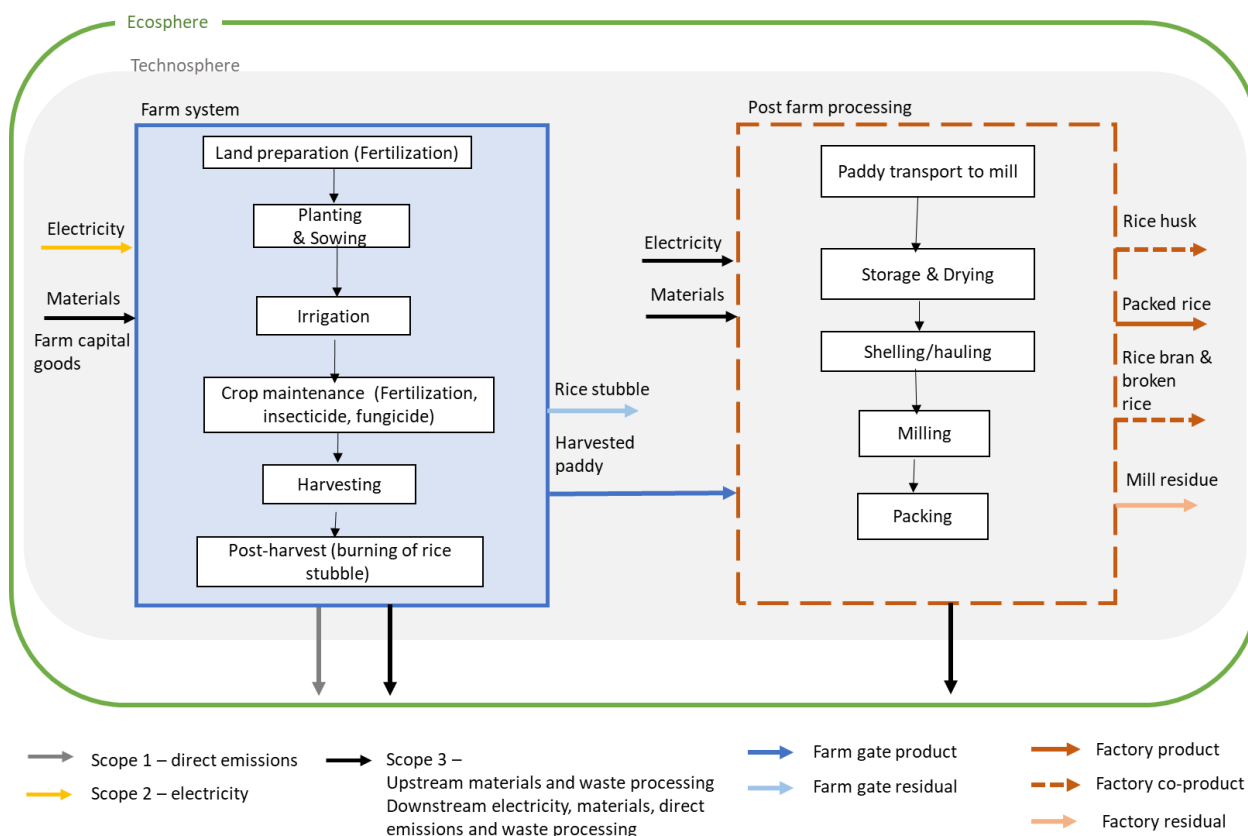 Ecosphere
Technosphere
Farm system
Land preparation (Fertilization)
Planting
& Sowing
Irrigation
Crop maintenance  (Fertilization,
insecticide, fungicide)
Harvesting
Post-harvest (burning of rice
stubble)
Electricity
Materials
Farm capital
goods
Rice stubble
Harvested
paddy
Post farm processing
Electricity
Materials
Paddy transport to mill
Storage & Drying
Shelling/hauling
Milling
Packing
Rice husk
Packed rice
Rice bran &
broken
rice
Mill residue
Scope 1 – direct emissions
Scope 2 – electricity
Scope 3 –
Upstream materials and waste processing
Downstream electricity, materials, direct
emissions and waste processing
Farm gate product
Farm gate residual
Factory product
Factory co-product
Factory residual